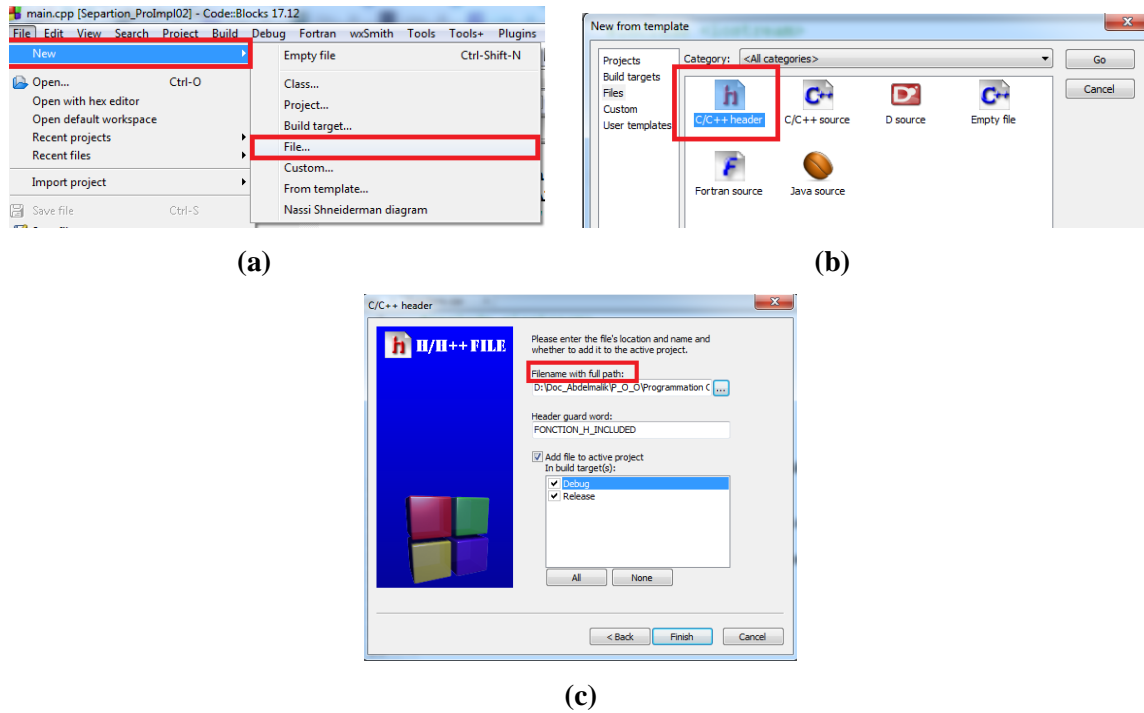 main.cpp [Separtion_ProImpl02] - Code::Blocks 17.12
File Edit View Search Project Build Debug Fortran wxSmith Tools Tools+ Plugins
New
Open... Ctrl-O
Open with hex editor
Open default workspace
Recent projects
Recent files
Import project
Save file Ctrl-S
Empty file Ctrl-Shift-N
Class...
Project...
Build target...
File...
Custom...
From template...
Nassi Shneiderman diagram
(a)
New from template
Projects
Build targets
Files
Custom
User templates
Category: <All categories>
Go
Cancel
C/C++ header C/C++ source D source Empty file
Fortran source Java source
(b)
C/C++ header
H/H++ FILE
Please enter the file's location and name and
whether to add it to the active project.
Filename with full path:
D:\Doc_Abdelmalik\P_O_O\Programmation C ...
Header guard word:
FONCTION_H_INCLUDED
Add file to active project
In build target(s):
Debug
Release
All None
< Back Finish Cancel
(c)